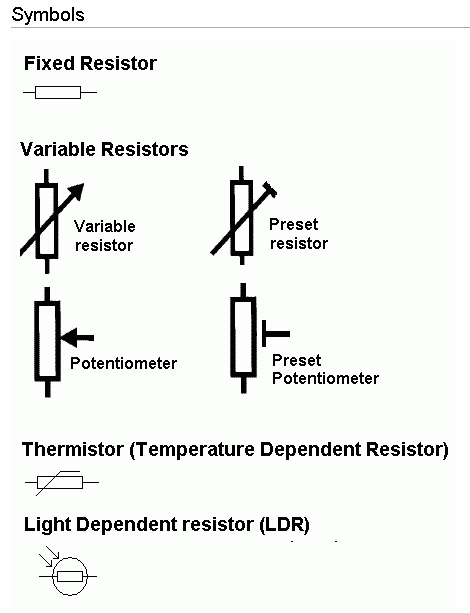 Symbols
Fixed Resistor
Variable Resistors
Variable
resistor
Preset
resistor
Potentiometer
Preset
Potentiometer
Thermistor (Temperature Dependent Resistor)
Light Dependent resistor (LDR)